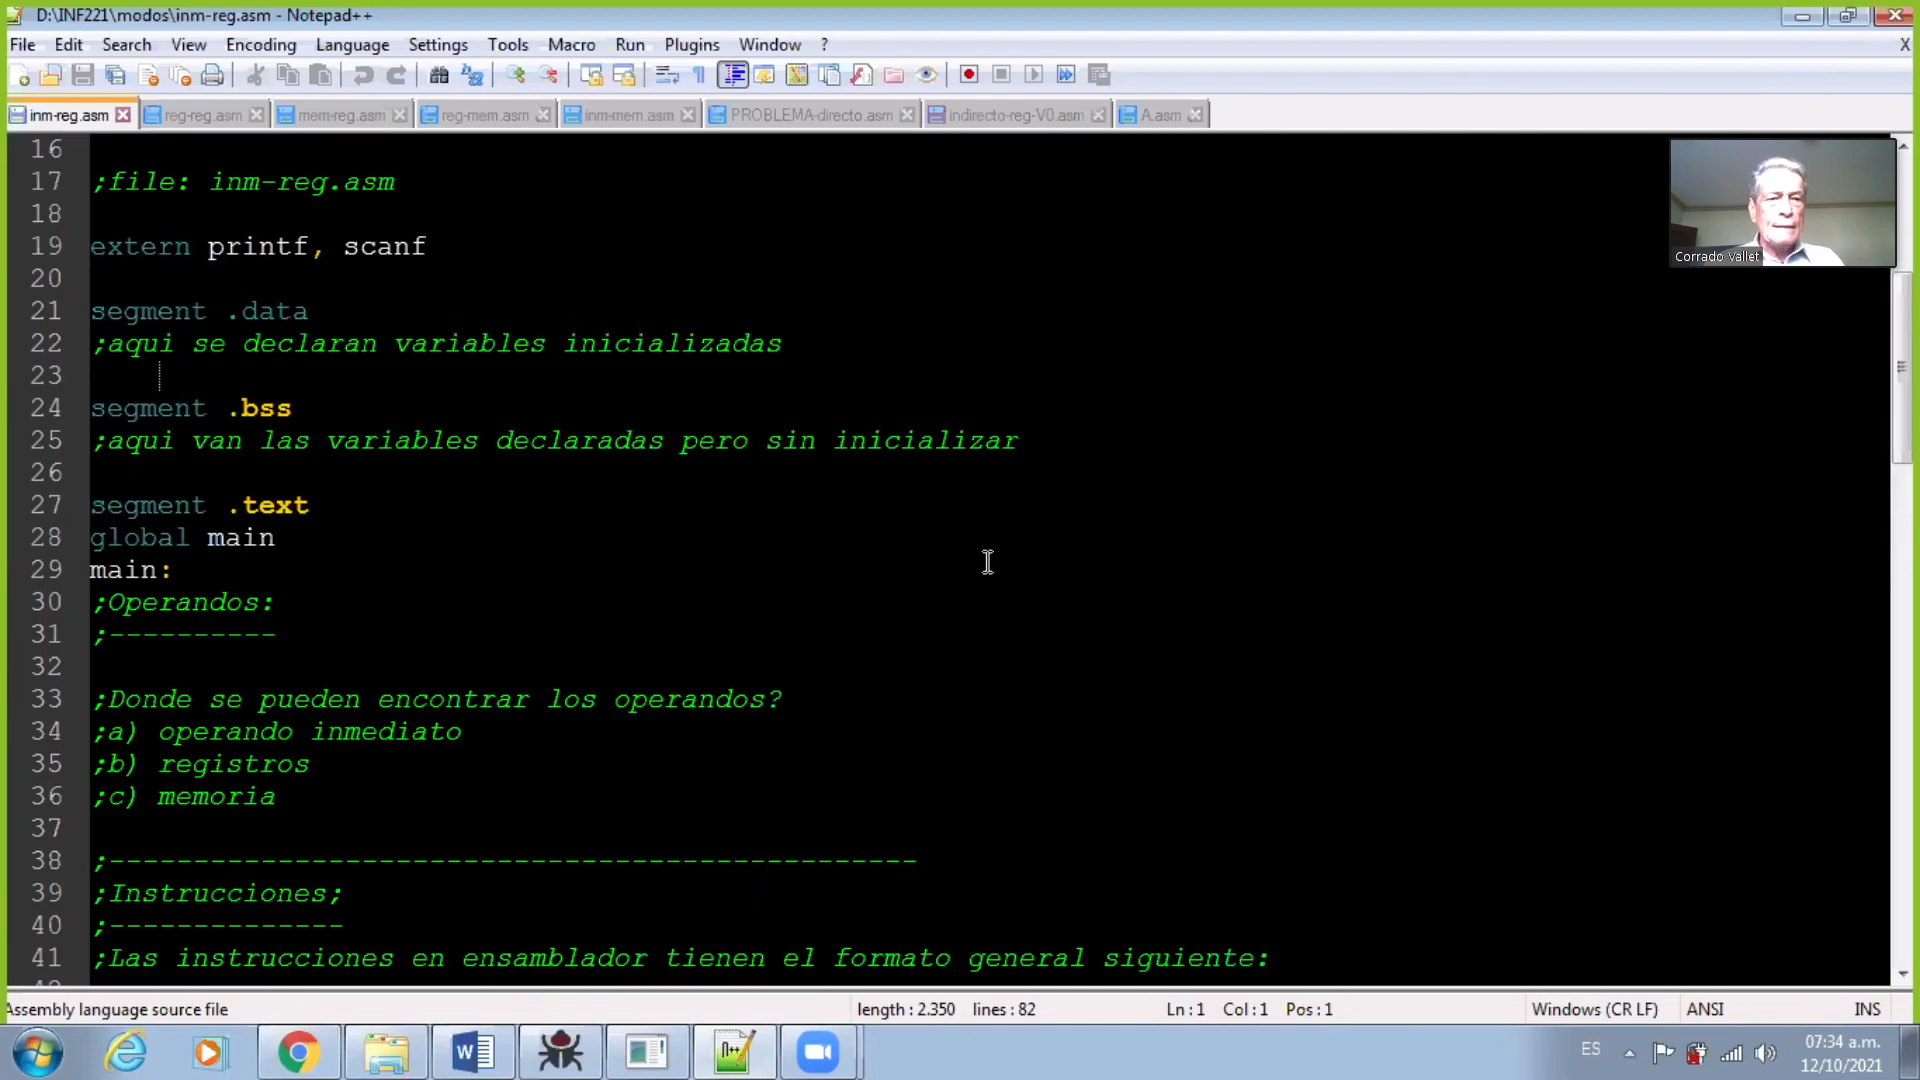 D:\INF221\modos\inm-reg.asm - Notepad++
File Edit Search View Encoding Language Settings Tools Macro Run Plugins Window ? X
inm-reg.asm reg-reg.asm mem-reg.asm reg-mem.asm inm-mem.asm PROBLEMA-directo.asm indirecto-reg-V0.asm A.asm
16
17 ;file: inm-reg.asm
18
19 extern printf, scanf
20
21 segment .data
22 ;aqui se declaran variables inicializadas
23
24 segment .bss
25 ;aqui van las variables declaradas pero sin inicializar
26
27 segment .text
28 global main
29 main:
30 ;Operandos:
31 ;----------
32
33 ;Donde se pueden encontrar los operandos?
34 ;a) operando inmediato
35 ;b) registros
36 ;c) memoria
37
38 ;------------------------------------------------
39 ;Instrucciones;
40 ;--------------
41 ;Las instrucciones en ensamblador tienen el formato general siguiente:
Corrado Vallet
Assembly language source file length : 2.350 lines : 82 Ln : 1 Col : 1 Pos : 1 Windows (CR LF) ANSI INS
ES 07:34 a.m.
12/10/2021